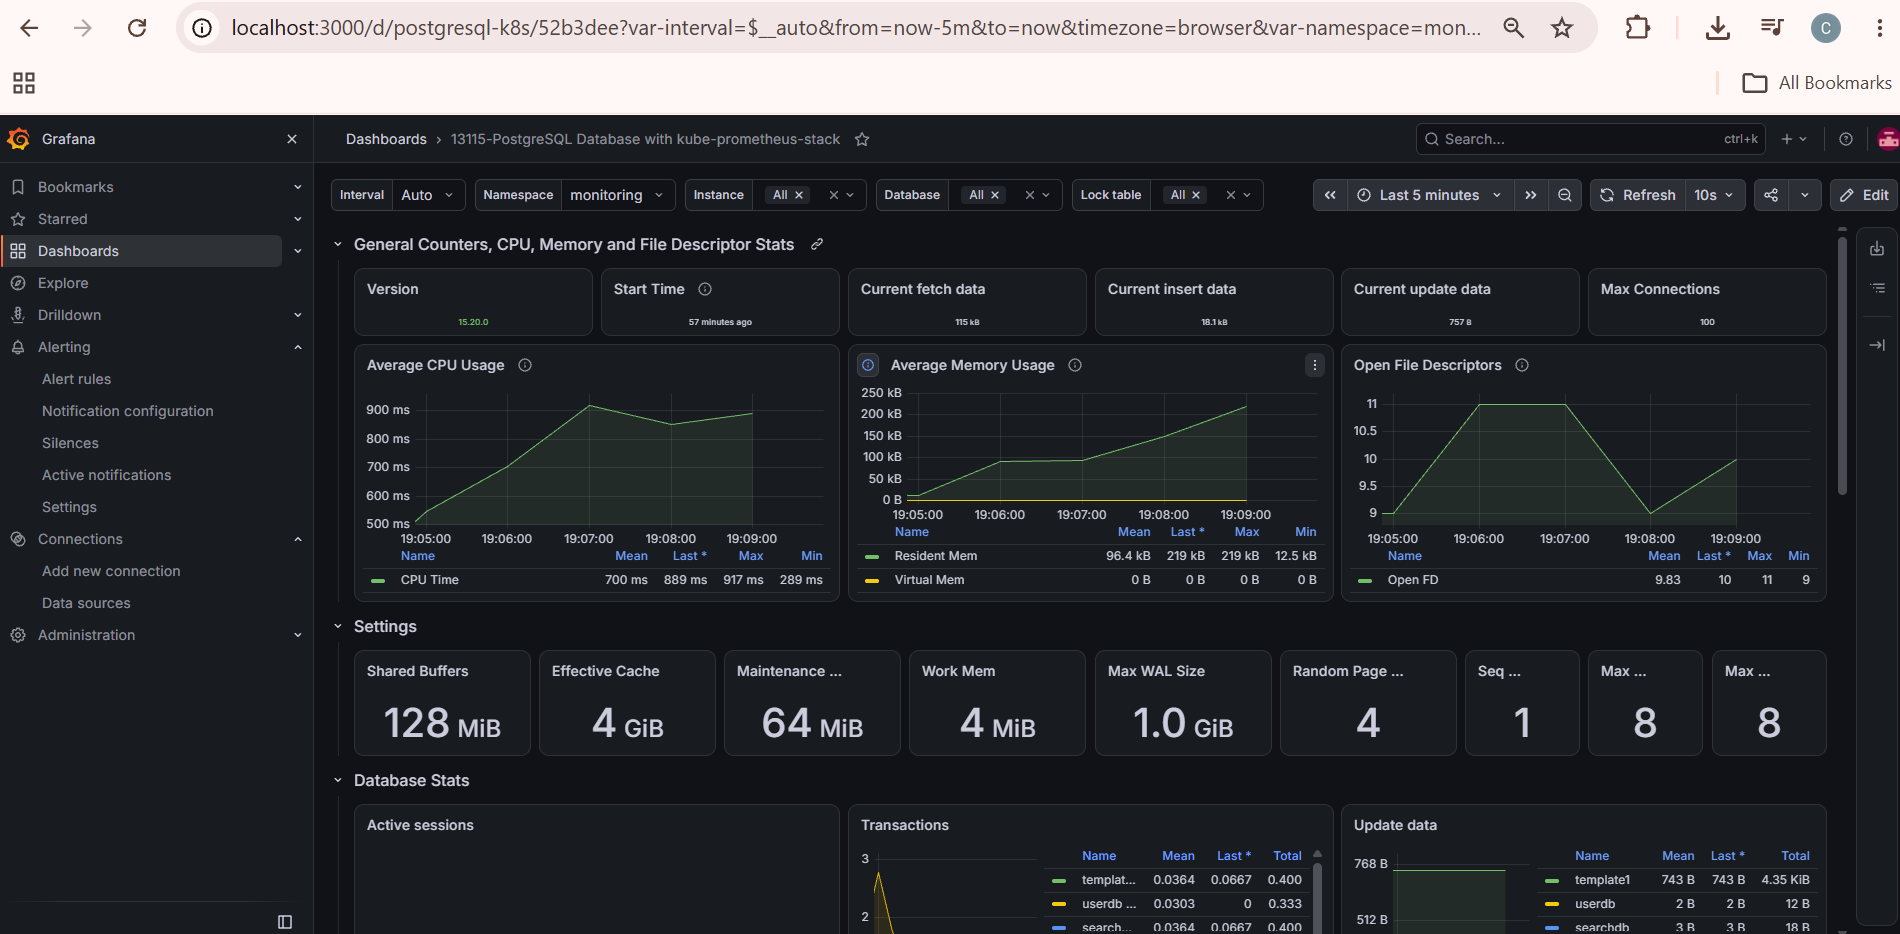 localhost:3000/d/postgresql-k8s/52b3dee?var-interval=$__auto&from=now-5m&to=now&timezone=browser&var-namespace=mon...
C
All Bookmarks
Grafana
Dashboards › 13115-PostgreSQL Database with kube-prometheus-stack
Search... ctrl+k
Bookmarks
Starred
Dashboards
Explore
Drilldown
Alerting
Alert rules
Notification configuration
Silences
Active notifications
Settings
Connections
Add new connection
Data sources
Administration
Interval Auto Namespace monitoring Instance All Database All Lock table All
Last 5 minutes Refresh 10s Edit
General Counters, CPU, Memory and File Descriptor Stats
Version
15.20.0
Start Time
57 minutes ago
Current fetch data
115 kB
Current insert data
18.1 kB
Current update data
757 B
Max Connections
100
Average CPU Usage
900 ms
800 ms
700 ms
600 ms
500 ms
19:05:00 19:06:00 19:07:00 19:08:00 19:09:00
Name Mean Last * Max Min
CPU Time 700 ms 889 ms 917 ms 289 ms
Average Memory Usage
250 kB
200 kB
150 kB
100 kB
50 kB
0 B
19:05:00 19:06:00 19:07:00 19:08:00 19:09:00
Name Mean Last * Max Min
Resident Mem 96.4 kB 219 kB 219 kB 12.5 kB
Virtual Mem 0 B 0 B 0 B 0 B
Open File Descriptors
11
10.5
10
9.5
9
19:05:00 19:06:00 19:07:00 19:08:00 19:09:00
Name Mean Last * Max Min
Open FD 9.83 10 11 9
Settings
Shared Buffers
128 MiB
Effective Cache
4 GiB
Maintenance ...
64 MiB
Work Mem
4 MiB
Max WAL Size
1.0 GiB
Random Page ...
4
Seq ...
1
Max ...
8
Max ...
8
Database Stats
Active sessions
Transactions
3
2
Name Mean Last * Total
templat... 0.0364 0.0667 0.400
userdb ... 0.0303 0 0.333
search... 0.0364 0.0667 0.400
Update data
768 B
512 B
Name Mean Last * Total
template1 743 B 743 B 4.35 KiB
userdb 2 B 2 B 12 B
searchdb 3 B 3 B 18 B